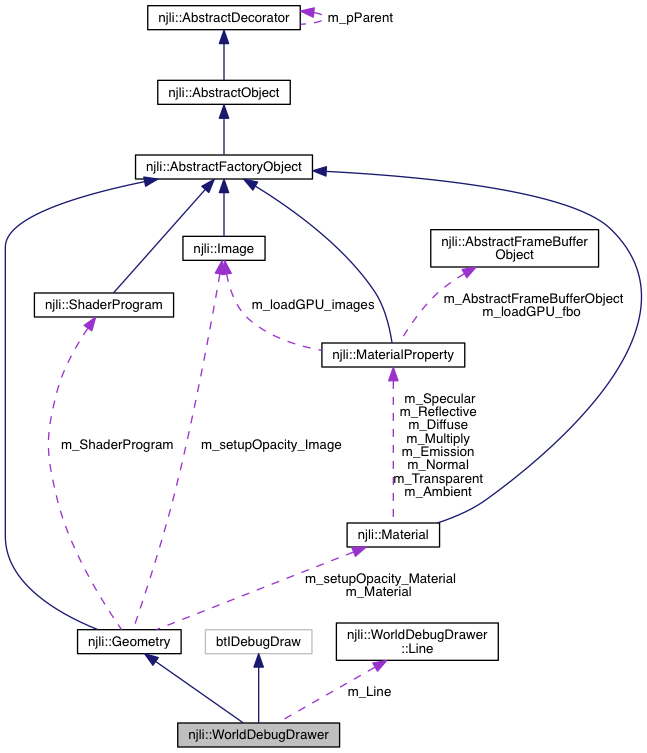 njli::AbstractDecorator
m_pParent
njli::AbstractObject
njli::AbstractFactoryObject
njli::Image
njli::AbstractFrameBuffer
Object
njli::ShaderProgram
m_loadGPU_images
m_AbstractFrameBufferObject
m_loadGPU_fbo
njli::MaterialProperty
m_ShaderProgram
m_setupOpacity_Image
m_Specular
m_Reflective
m_Diffuse
m_Multiply
m_Emission
m_Normal
m_Transparent
m_Ambient
njli::Material
m_setupOpacity_Material
m_Material
njli::Geometry
btIDebugDraw
njli::WorldDebugDrawer
::Line
m_Line
njli::WorldDebugDrawer